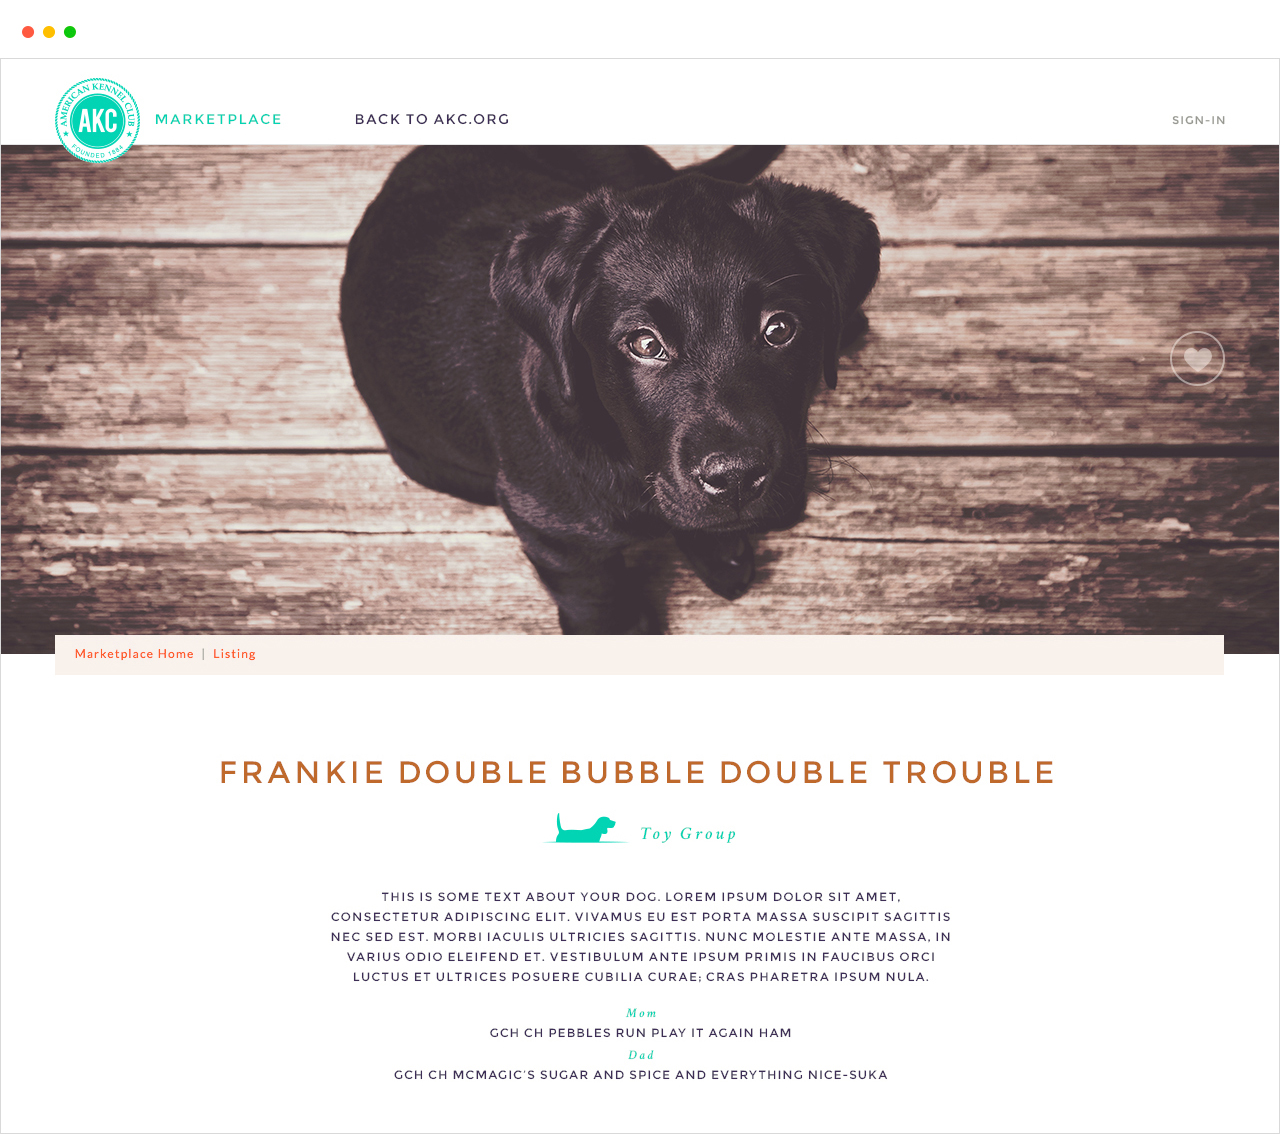 AMERICAN KENNEL CLUB
AKC
FOUNDED 1884
MARKETPLACE
BACK TO AKC.ORG
SIGN-IN
Marketplace Home | Listing
FRANKIE DOUBLE BUBBLE DOUBLE TROUBLE
Toy Group
THIS IS SOME TEXT ABOUT YOUR DOG. LOREM IPSUM DOLOR SIT AMET,
CONSECTETUR ADIPISCING ELIT. VIVAMUS EU EST PORTA MASSA SUSCIPIT SAGITTIS
NEC SED EST. MORBI IACULIS ULTRICIES SAGITTIS. NUNC MOLESTIE ANTE MASSA, IN
VARIUS ODIO ELEIFEND ET. VESTIBULUM ANTE IPSUM PRIMIS IN FAUCIBUS ORCI
LUCTUS ET ULTRICES POSUERE CUBILIA CURAE; CRAS PHARETRA IPSUM NULA.
Mom
GCH CH PEBBLES RUN PLAY IT AGAIN HAM
Dad
GCH CH MCMAGIC'S SUGAR AND SPICE AND EVERYTHING NICE-SUKA